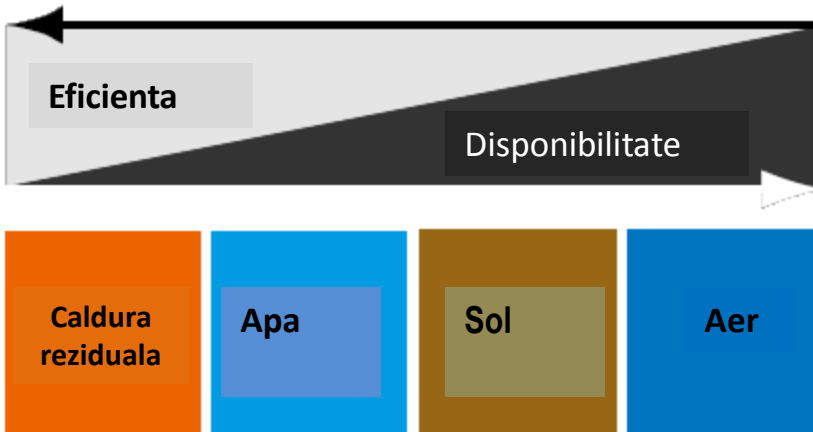 Eficienta
Disponibilitate
Caldura
reziduala
Apa
Sol
Aer